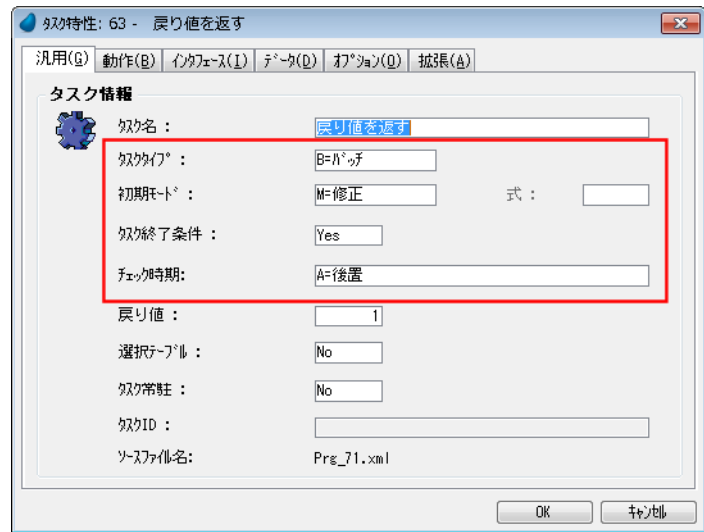 ﾀｽｸ特性: 63 -　戻り値を返す
汎用(G) 動作(B) ｲﾝﾀﾌｪｰｽ(I) ﾃﾞｰﾀ(D) ｵﾌﾟｼｮﾝ(O) 拡張(A)
タスク情報
ﾀｽｸ名 : 戻り値を返す
ﾀｽｸﾀｲﾌﾟ : B=ﾊﾞｯﾁ
初期ﾓｰﾄﾞ : M=修正 式 :
ﾀｽｸ終了条件 : Yes
ﾁｪｯｸ時期: A=後置
戻り値 : 1
選択ﾃｰﾌﾞﾙ : No
ﾀｽｸ常駐 : No
ﾀｽｸID :
ｿｰｽﾌｧｲﾙ名: Prg_71.xml
OK ｷｬﾝｾﾙ